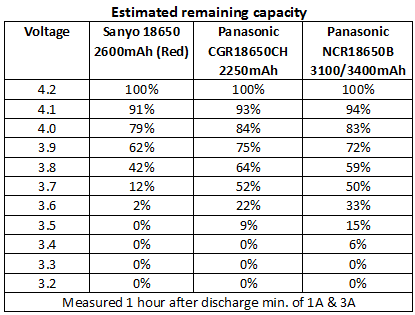 Estimated remaining capacity
Voltage Sanyo 18650 Panasonic Panasonic
2600mAh (Red) CGR18650CH NCR18650B
2250mAh 3100/3400mAh
4.2 100% 100% 100%
4.1 91% 93% 94%
4.0 79% 84% 83%
3.9 62% 75% 72%
3.8 42% 64% 59%
3.7 12% 52% 50%
3.6 2% 22% 33%
3.5 0% 9% 15%
3.4 0% 0% 6%
3.3 0% 0% 0%
3.2 0% 0% 0%
Measured 1 hour after discharge min. of 1A & 3A